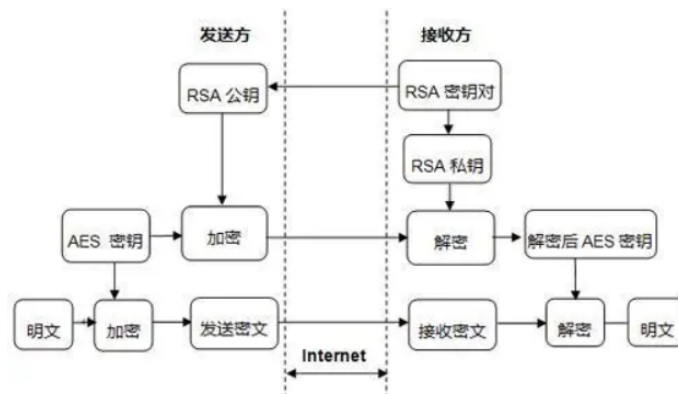 发送方
接收方
RSA 公钥
RSA 密钥对
RSA 私钥
AES 密钥
加密
解密
解密后 AES 密钥
明文
加密
发送密文
接收密文
解密
明文
Internet